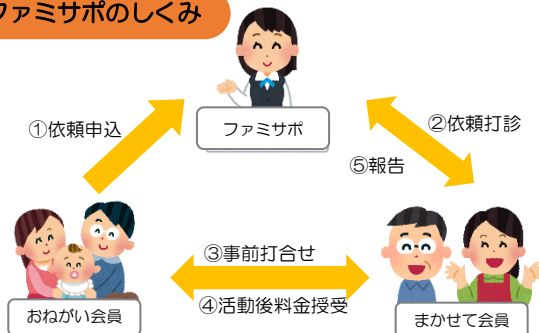 ファミサポのしくみ
①依頼申込
ファミサポ
②依頼打診
⑤報告
③事前打合せ
④活動後料金授受
おねがい会員
まかせて会員